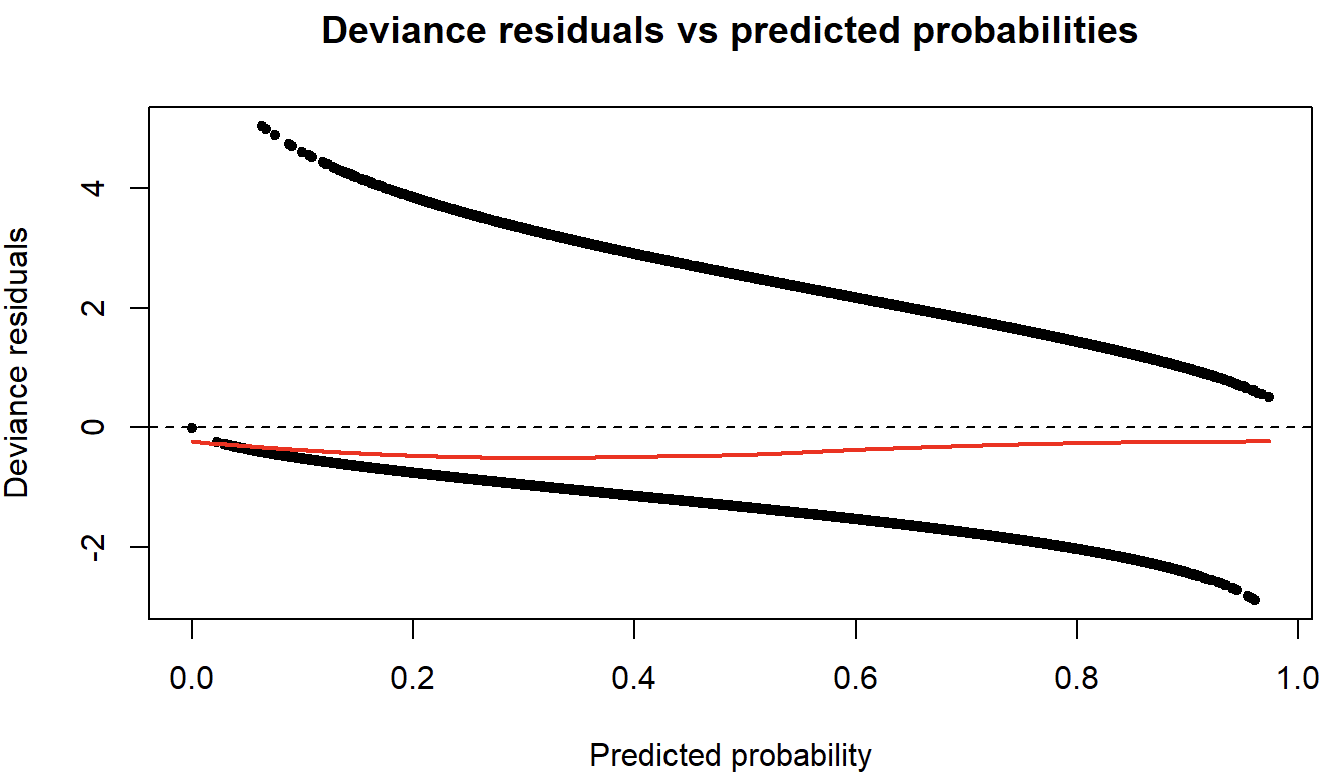 Deviance residuals vs predicted probabilities
Deviance residuals
4
2
0
-2
0.0 0.2 0.4 0.6 0.8 1.0
Predicted probability